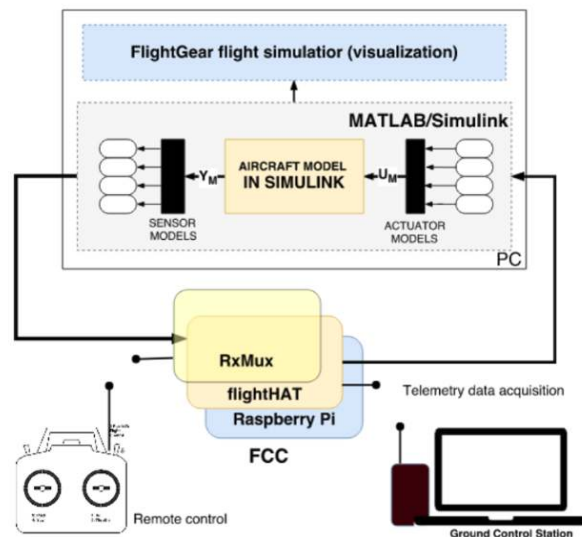 FlightGear flight simulatior (visualization)
MATLAB/Simulink
AIRCRAFT MODEL
IN SIMULINK
Y_M
U_M
SENSOR
MODELS
ACTUATOR
MODELS
PC
RxMux
flightHAT
Raspberry Pi
FCC
Telemetry data acquisition
Remote control
Ground Control Station